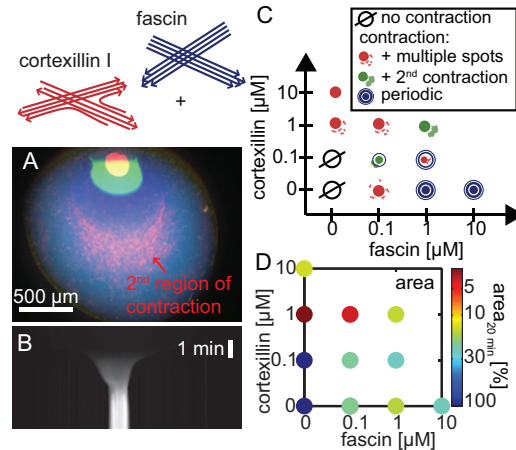 cortexillin I
fascin
+
A
2nd region of
contraction
500 µm
B
1 min
C
no contraction
contraction:
+ multiple spots
+ 2nd contraction
periodic
cortexillin [µM]
10
1
0.1
0
0
0.1
1
10
fascin [µM]
D
area
cortexillin [µM]
10
1
0.1
0
0
0.1
1
10
fascin [µM]
5
10
30
100
area20 min [%]